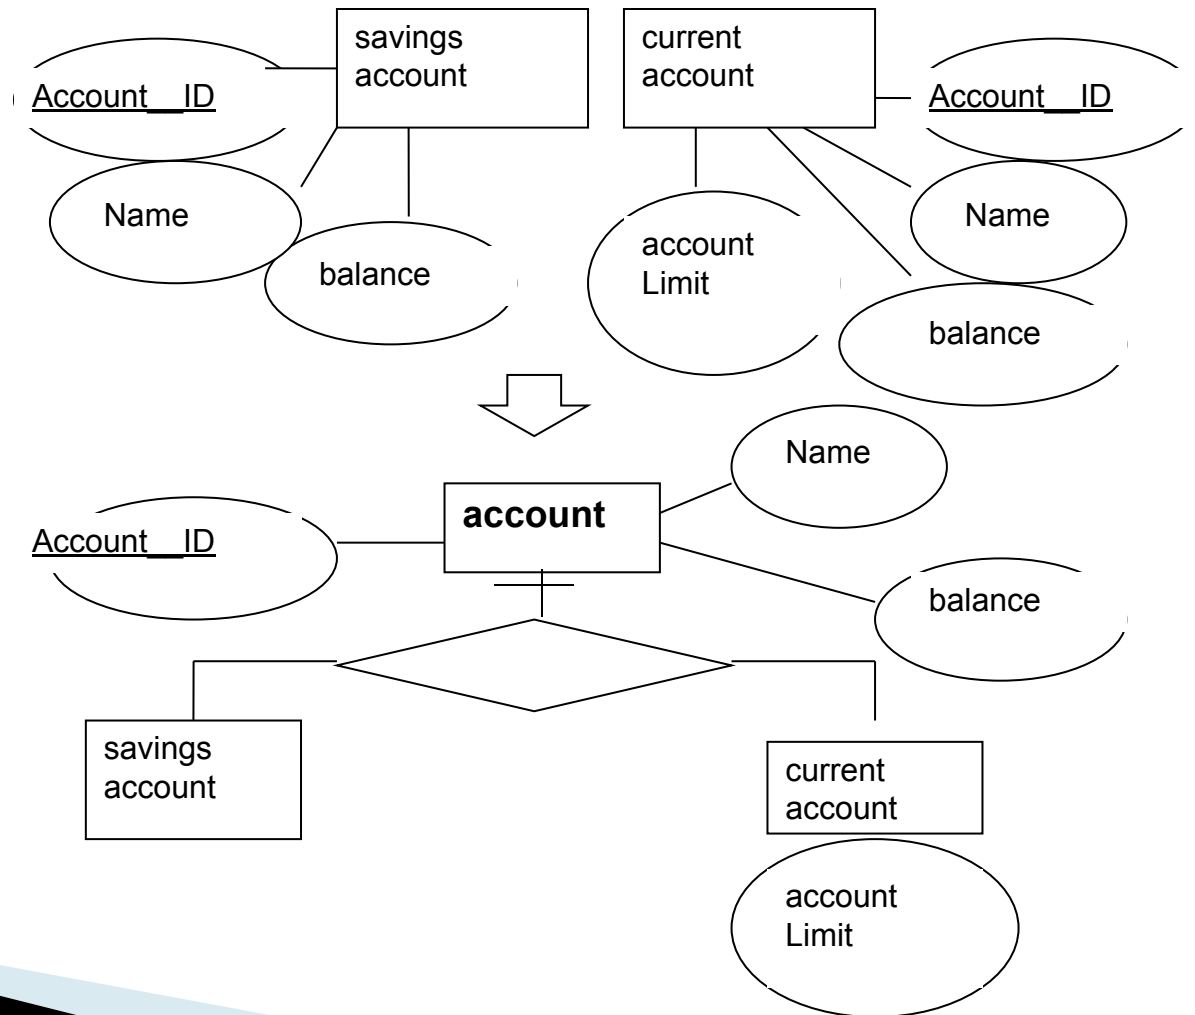 savings
account
current
account
Account__ID
Account__ID
Name
Name
account
Limit
balance
balance
Name
account
Account__ID
balance
savings
account
current
account
account
Limit